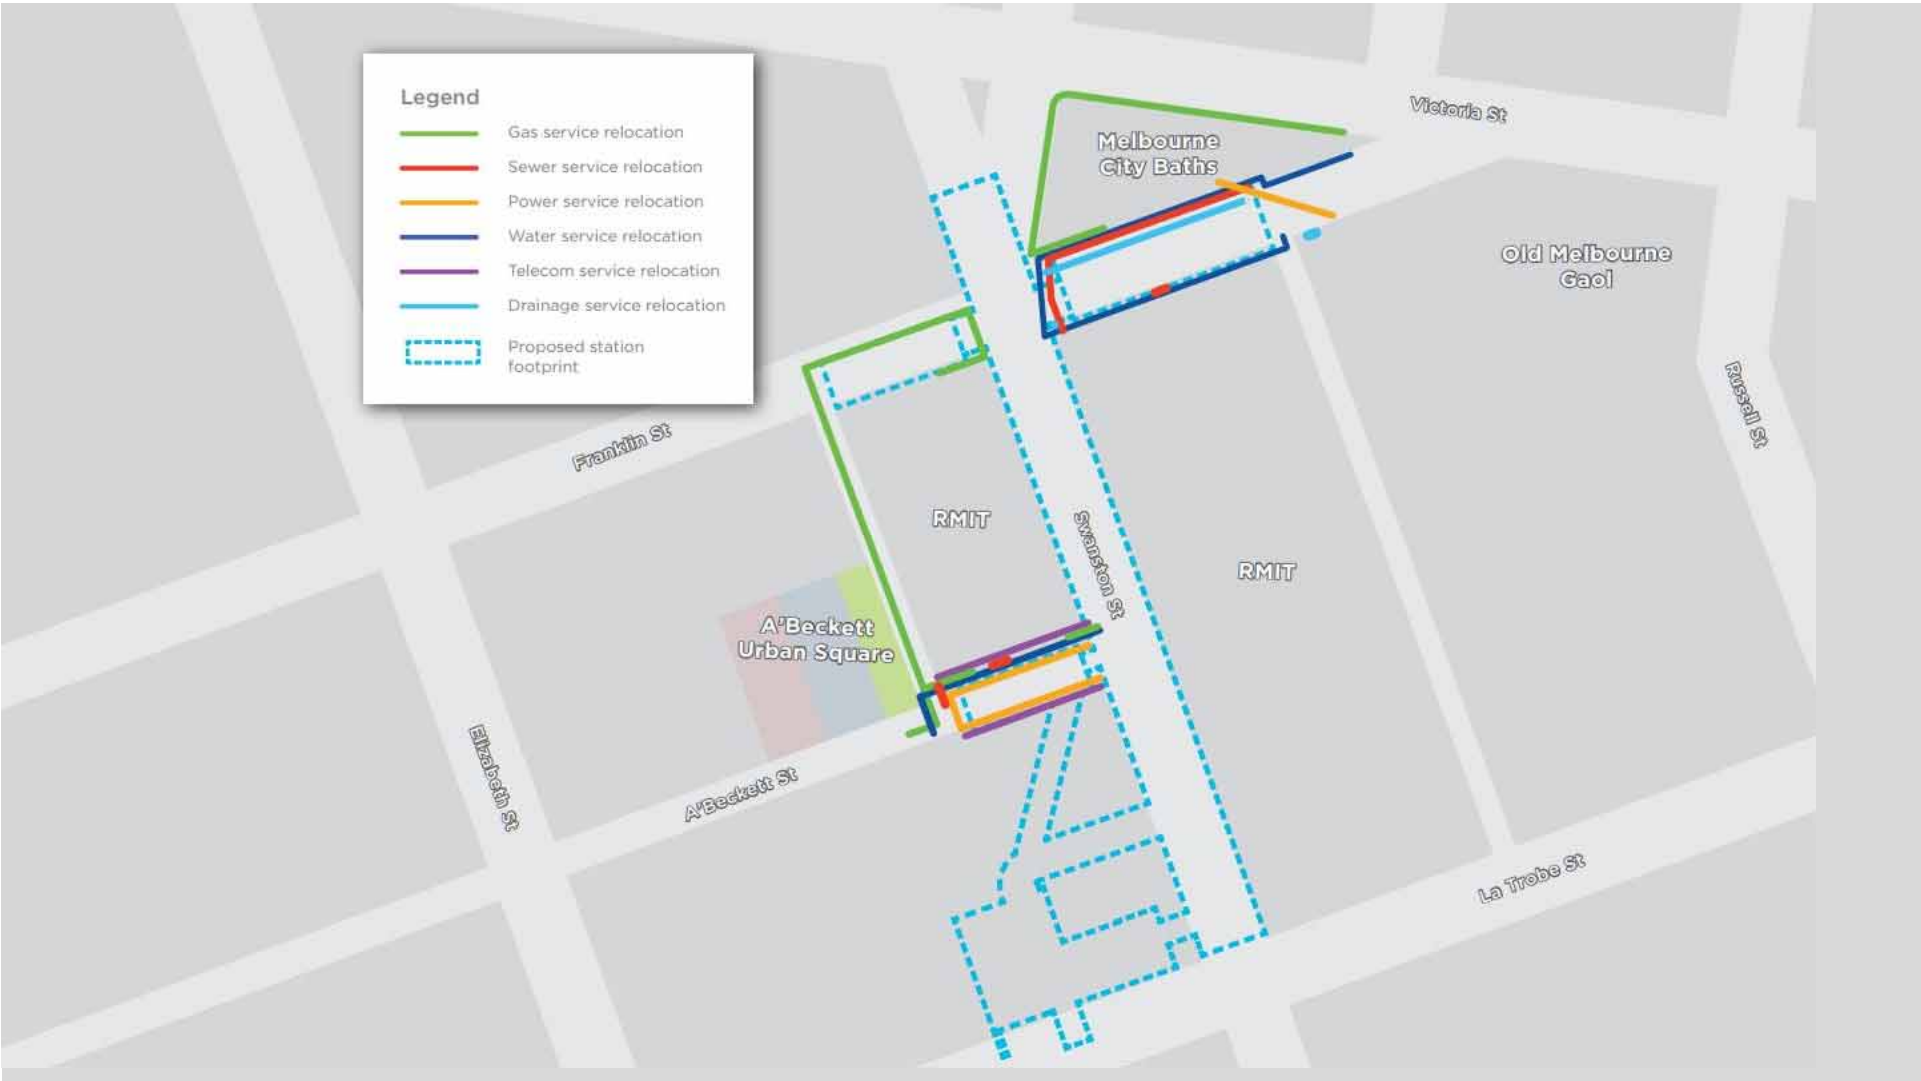 Legend
Gas service relocation
Sewer service relocation
Power service relocation
Water service relocation
Telecom service relocation
Drainage service relocation
Proposed station
footprint
Victoria St
Melbourne
City Baths
Old Melbourne
Gaol
Russell St
Franklin St
RMIT
Swanston St
RMIT
A'Beckett
Urban Square
Elizabeth St
A'Beckett St
La Trobe St